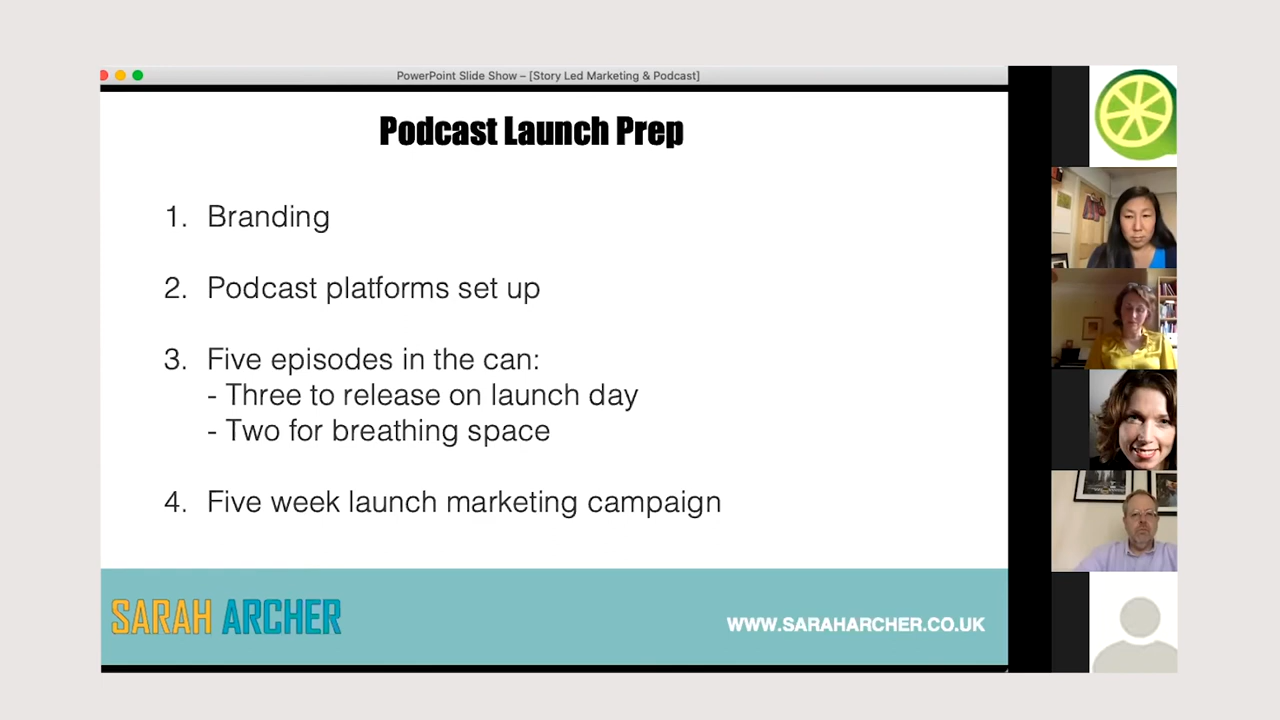 PowerPoint Slide Show – [Story Led Marketing & Podcast]
Podcast Launch Prep
1. Branding
2. Podcast platforms set up
3. Five episodes in the can:
- Three to release on launch day
- Two for breathing space
4. Five week launch marketing campaign
SARAH ARCHER
WWW.SARAHARCHER.CO.UK